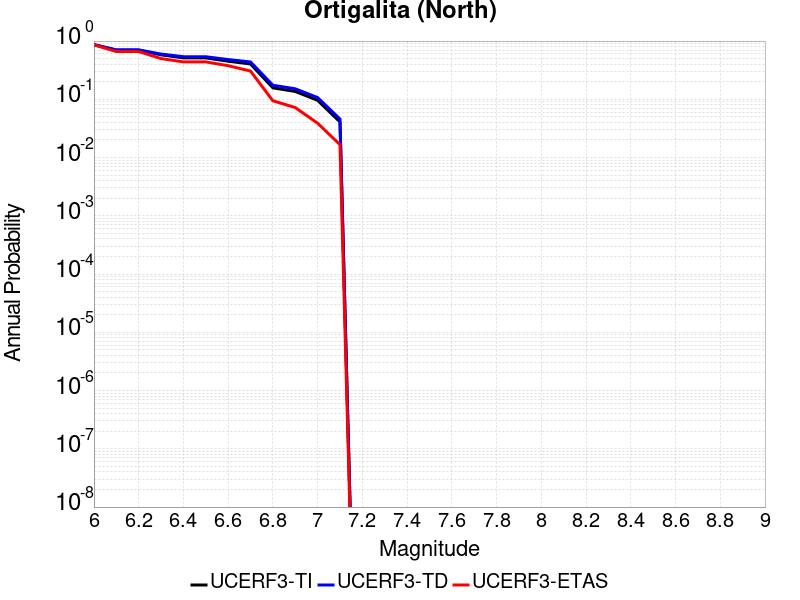 Ortigalita (North)
Annual Probability
10^0
10^-1
10^-2
10^-3
10^-4
10^-5
10^-6
10^-7
10^-8
6 6.2 6.4 6.6 6.8 7 7.2 7.4 7.6 7.8 8 8.2 8.4 8.6 8.8 9
Magnitude
UCERF3-TI UCERF3-TD UCERF3-ETAS